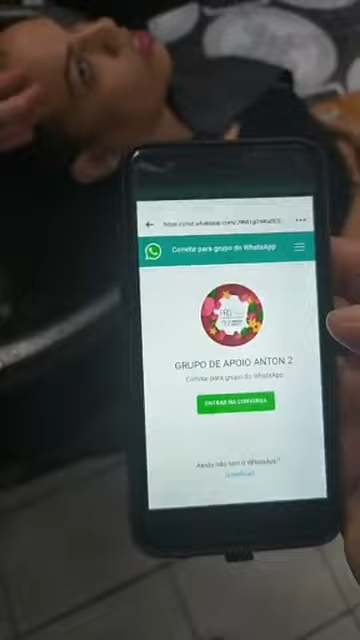 Convite para grupo do WhatsApp
GRUPO DE APOIO ANTON 2
Convite para grupo do WhatsApp
ENTRAR NA CONVERSA
Ainda não tem o WhatsApp?
Download